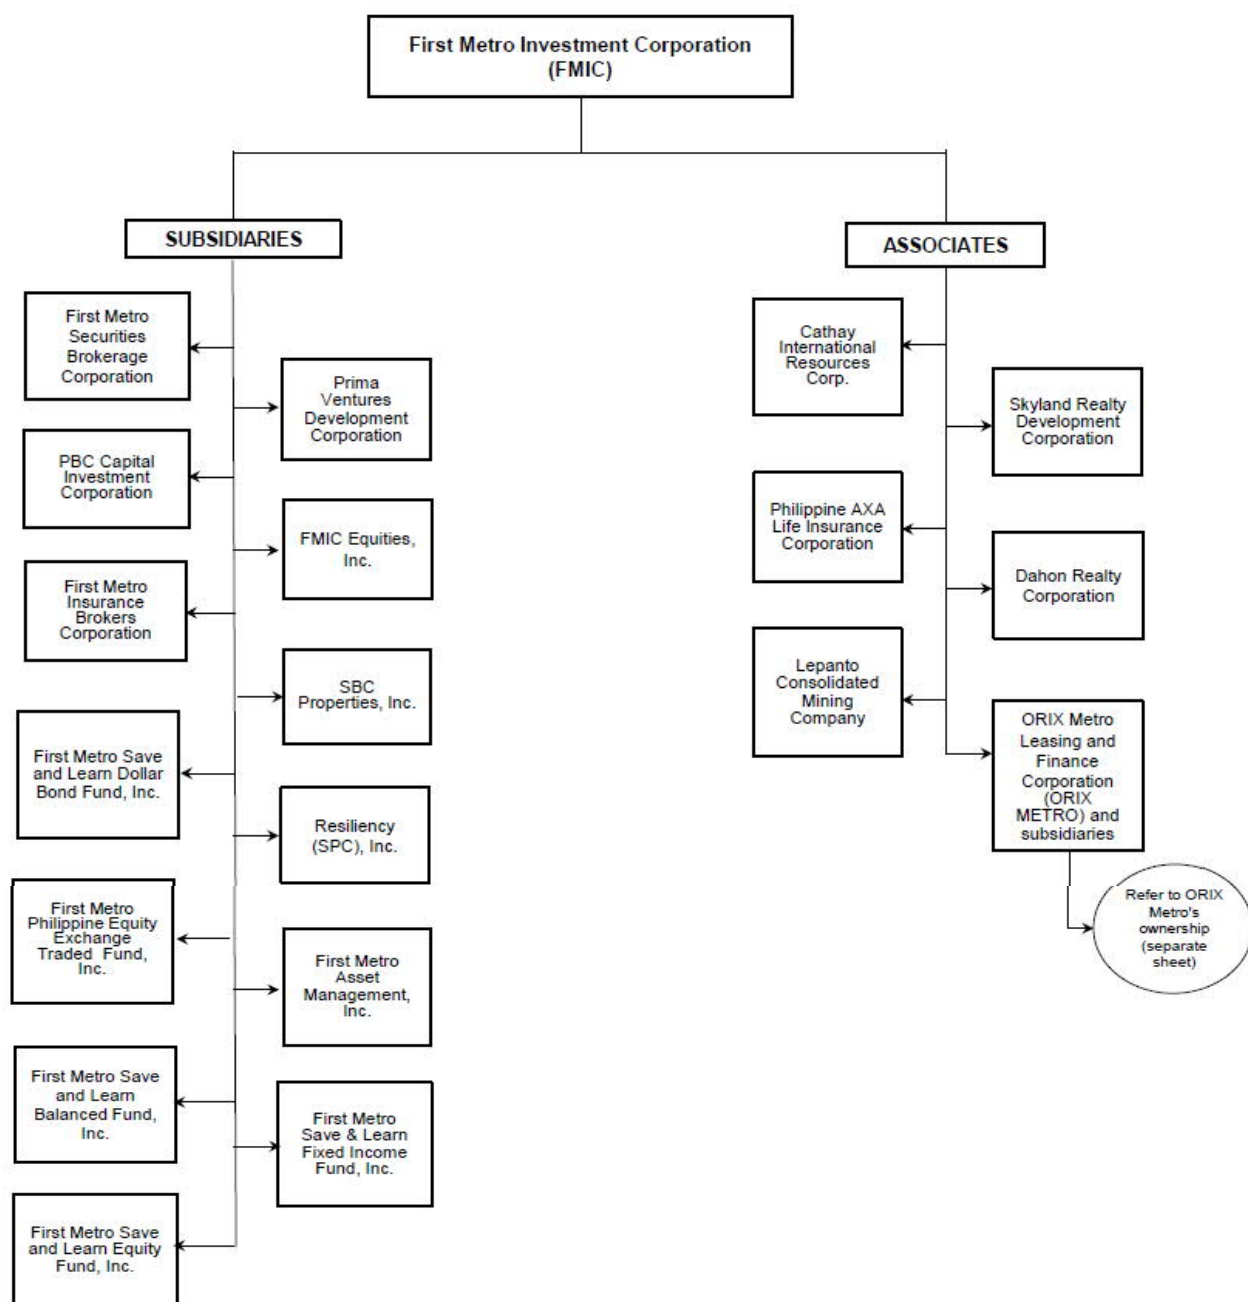 First Metro Investment Corporation
(FMIC)
SUBSIDIARIES
First Metro
Securities
Brokerage
Corporation
Prima
Ventures
Development
Corporation
PBC Capital
Investment
Corporation
FMIC Equities,
Inc.
First Metro
Insurance
Brokers
Corporation
SBC
Properties, Inc.
First Metro Save
and Learn Dollar
Bond Fund, Inc.
Resiliency
(SPC), Inc.
First Metro
Philippine Equity
Exchange
Traded Fund,
Inc.
First Metro
Asset
Management,
Inc.
First Metro Save
and Learn
Balanced Fund,
Inc.
First Metro
Save & Learn
Fixed Income
Fund, Inc.
First Metro Save
and Learn Equity
Fund, Inc.
ASSOCIATES
Cathay
International
Resources
Corp.
Skyland Realty
Development
Corporation
Philippine AXA
Life Insurance
Corporation
Dahon Realty
Corporation
Lepanto
Consolidated
Mining
Company
ORIX Metro
Leasing and
Finance
Corporation
(ORIX
METRO) and
subsidiaries
Refer to ORIX
Metro's
ownership
(separate
sheet)